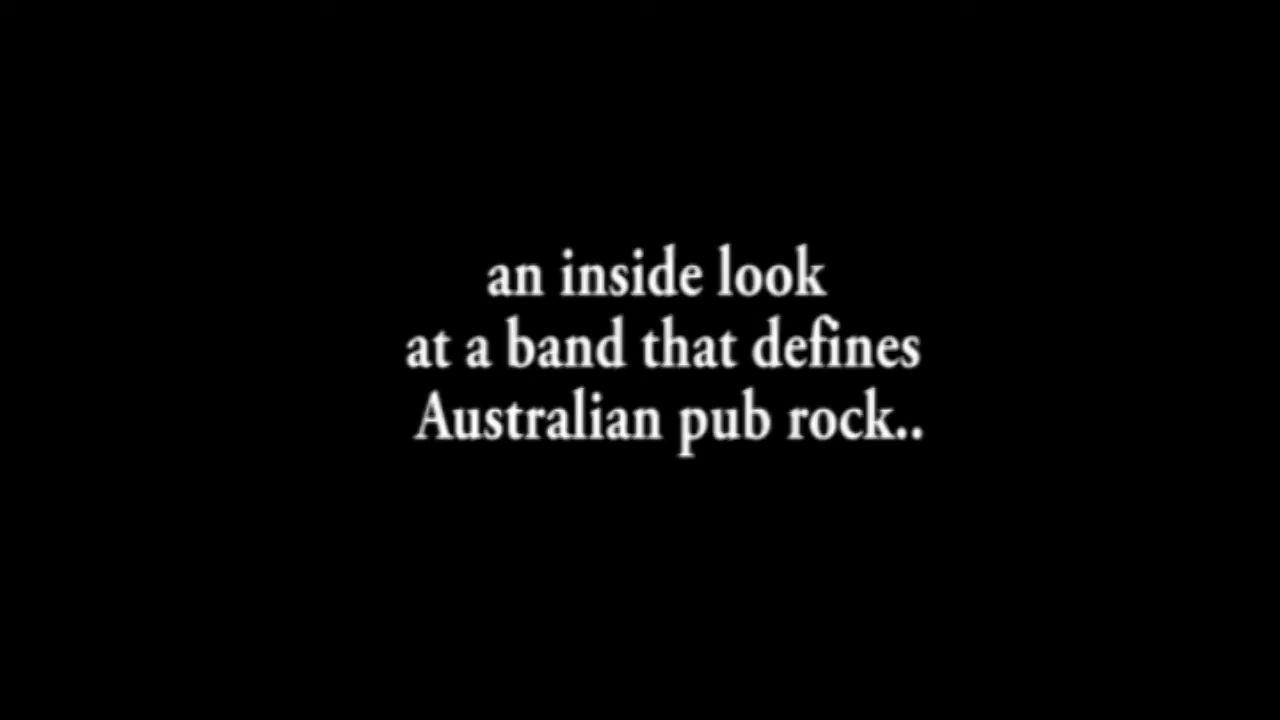 an inside look
at a band that defines
Australian pub rock..